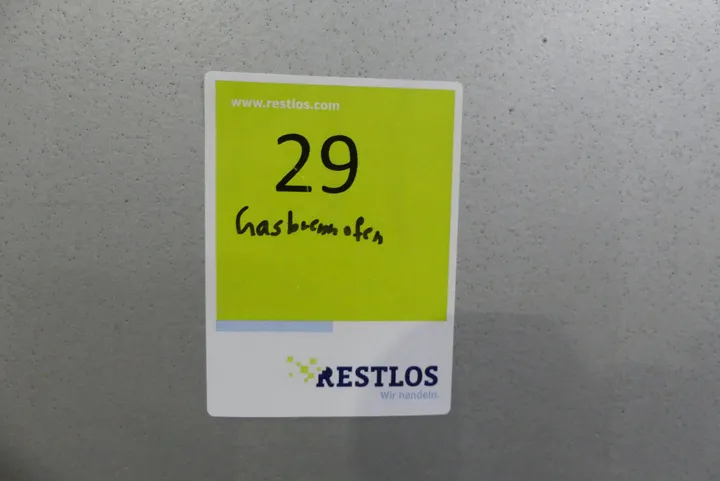 www.restlos.com
29
Gasbrennofen
RESTLOS
Wir handeln.